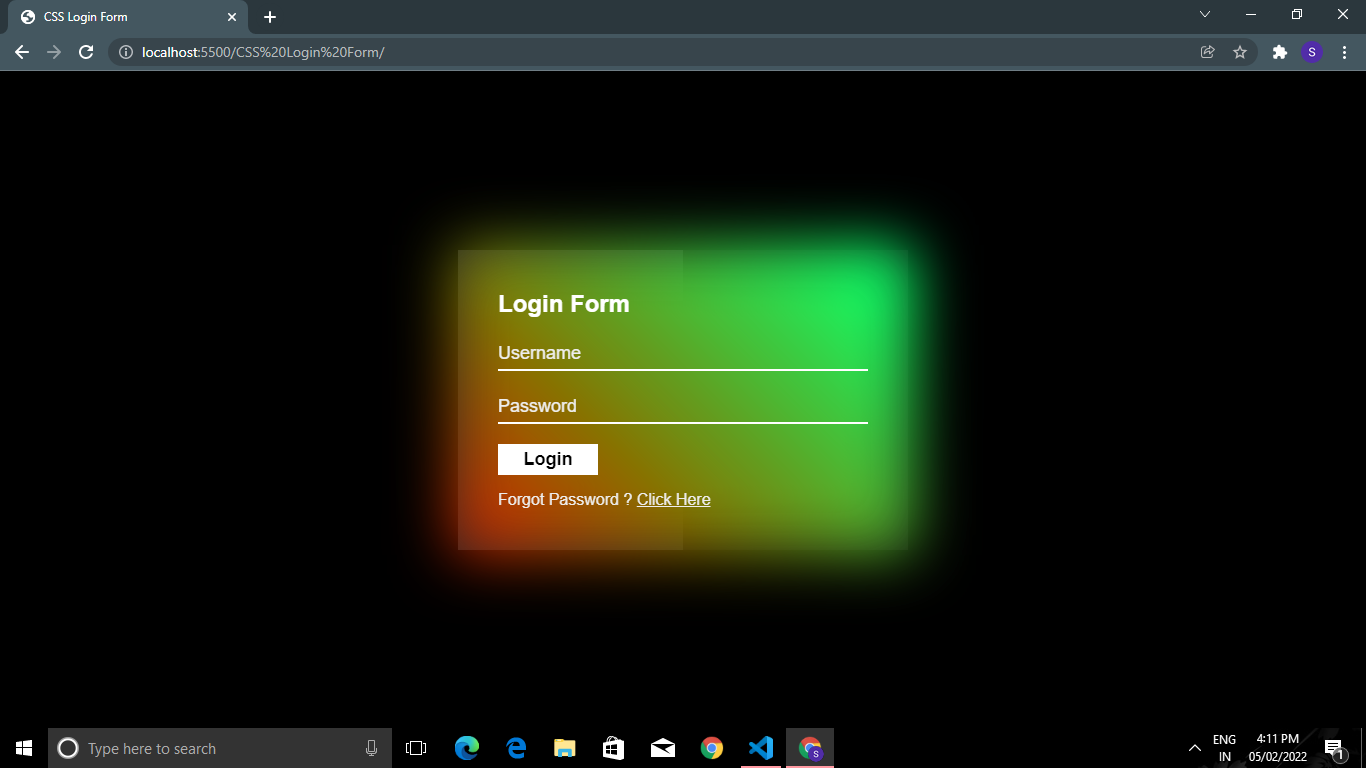 CSS Login Form
localhost:5500/CSS%20Login%20Form/
S
Login Form
Username
Password
Login
Forgot Password ? Click Here
Type here to search
S
ENG
IN
4:11 PM
05/02/2022
1